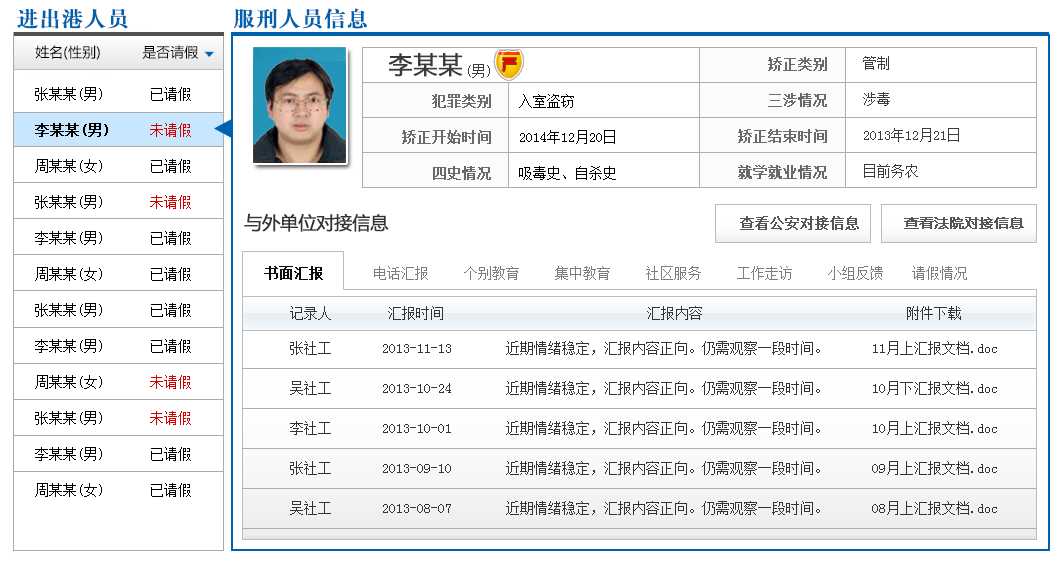 进出港人员
姓名(性别) 是否请假
张某某(男) 已请假
李某某(男) 未请假
周某某(女) 已请假
张某某(男) 未请假
李某某(男) 已请假
周某某(女) 已请假
张某某(男) 已请假
李某某(男) 已请假
周某某(女) 未请假
张某某(男) 未请假
李某某(男) 已请假
周某某(女) 已请假
服刑人员信息
李某某(男) 严 矫正类别 管制
犯罪类别 入室盗窃 三涉情况 涉毒
矫正开始时间 2014年12月20日 矫正结束时间 2013年12月21日
四史情况 吸毒史、自杀史 就学就业情况 目前务农
与外单位对接信息 查看公安对接信息 查看法院对接信息
书面汇报 电话汇报 个别教育 集中教育 社区服务 工作走访 小组反馈 请假情况
记录人 汇报时间 汇报内容 附件下载
张社工 2013-11-13 近期情绪稳定，汇报内容正向。仍需观察一段时间。 11月上汇报文档.doc
吴社工 2013-10-24 近期情绪稳定，汇报内容正向。仍需观察一段时间。 10月下汇报文档.doc
李社工 2013-10-01 近期情绪稳定，汇报内容正向。仍需观察一段时间。 10月上汇报文档.doc
张社工 2013-09-10 近期情绪稳定，汇报内容正向。仍需观察一段时间。 09月上汇报文档.doc
吴社工 2013-08-07 近期情绪稳定，汇报内容正向。仍需观察一段时间。 08月上汇报文档.doc